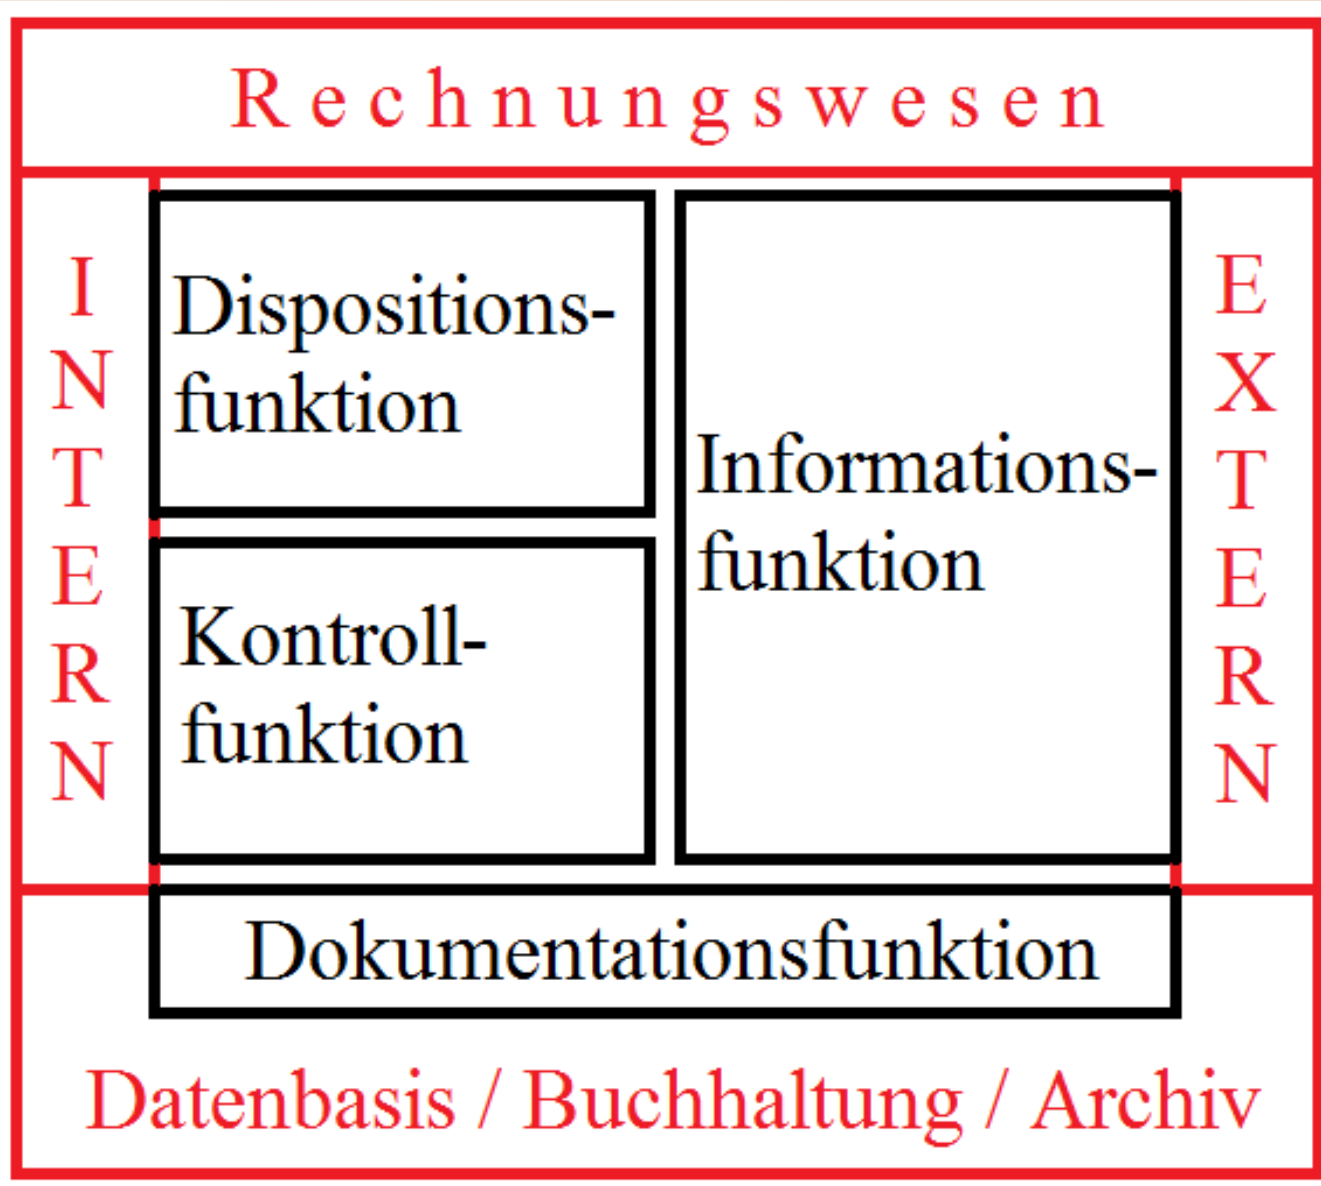 Rechnungswesen
INTERN
Dispositions-
funktion
Kontroll-
funktion
Informations-
funktion
EXTERN
Dokumentationsfunktion
Datenbasis / Buchhaltung / Archiv